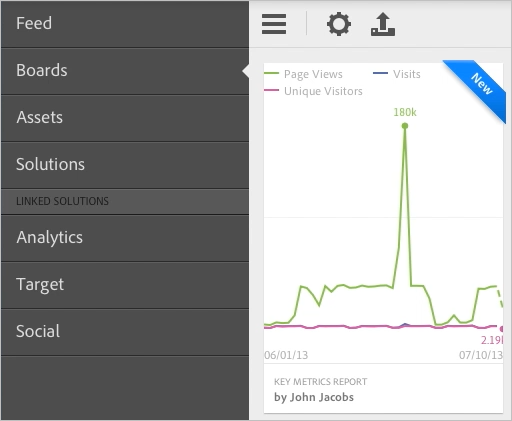 Feed
Boards
Assets
Solutions
LINKED SOLUTIONS
Analytics
Target
Social
New
Page Views
Visits
Unique Visitors
180k
2.19
06/01/13
07/10/13
KEY METRICS REPORT
by John Jacobs